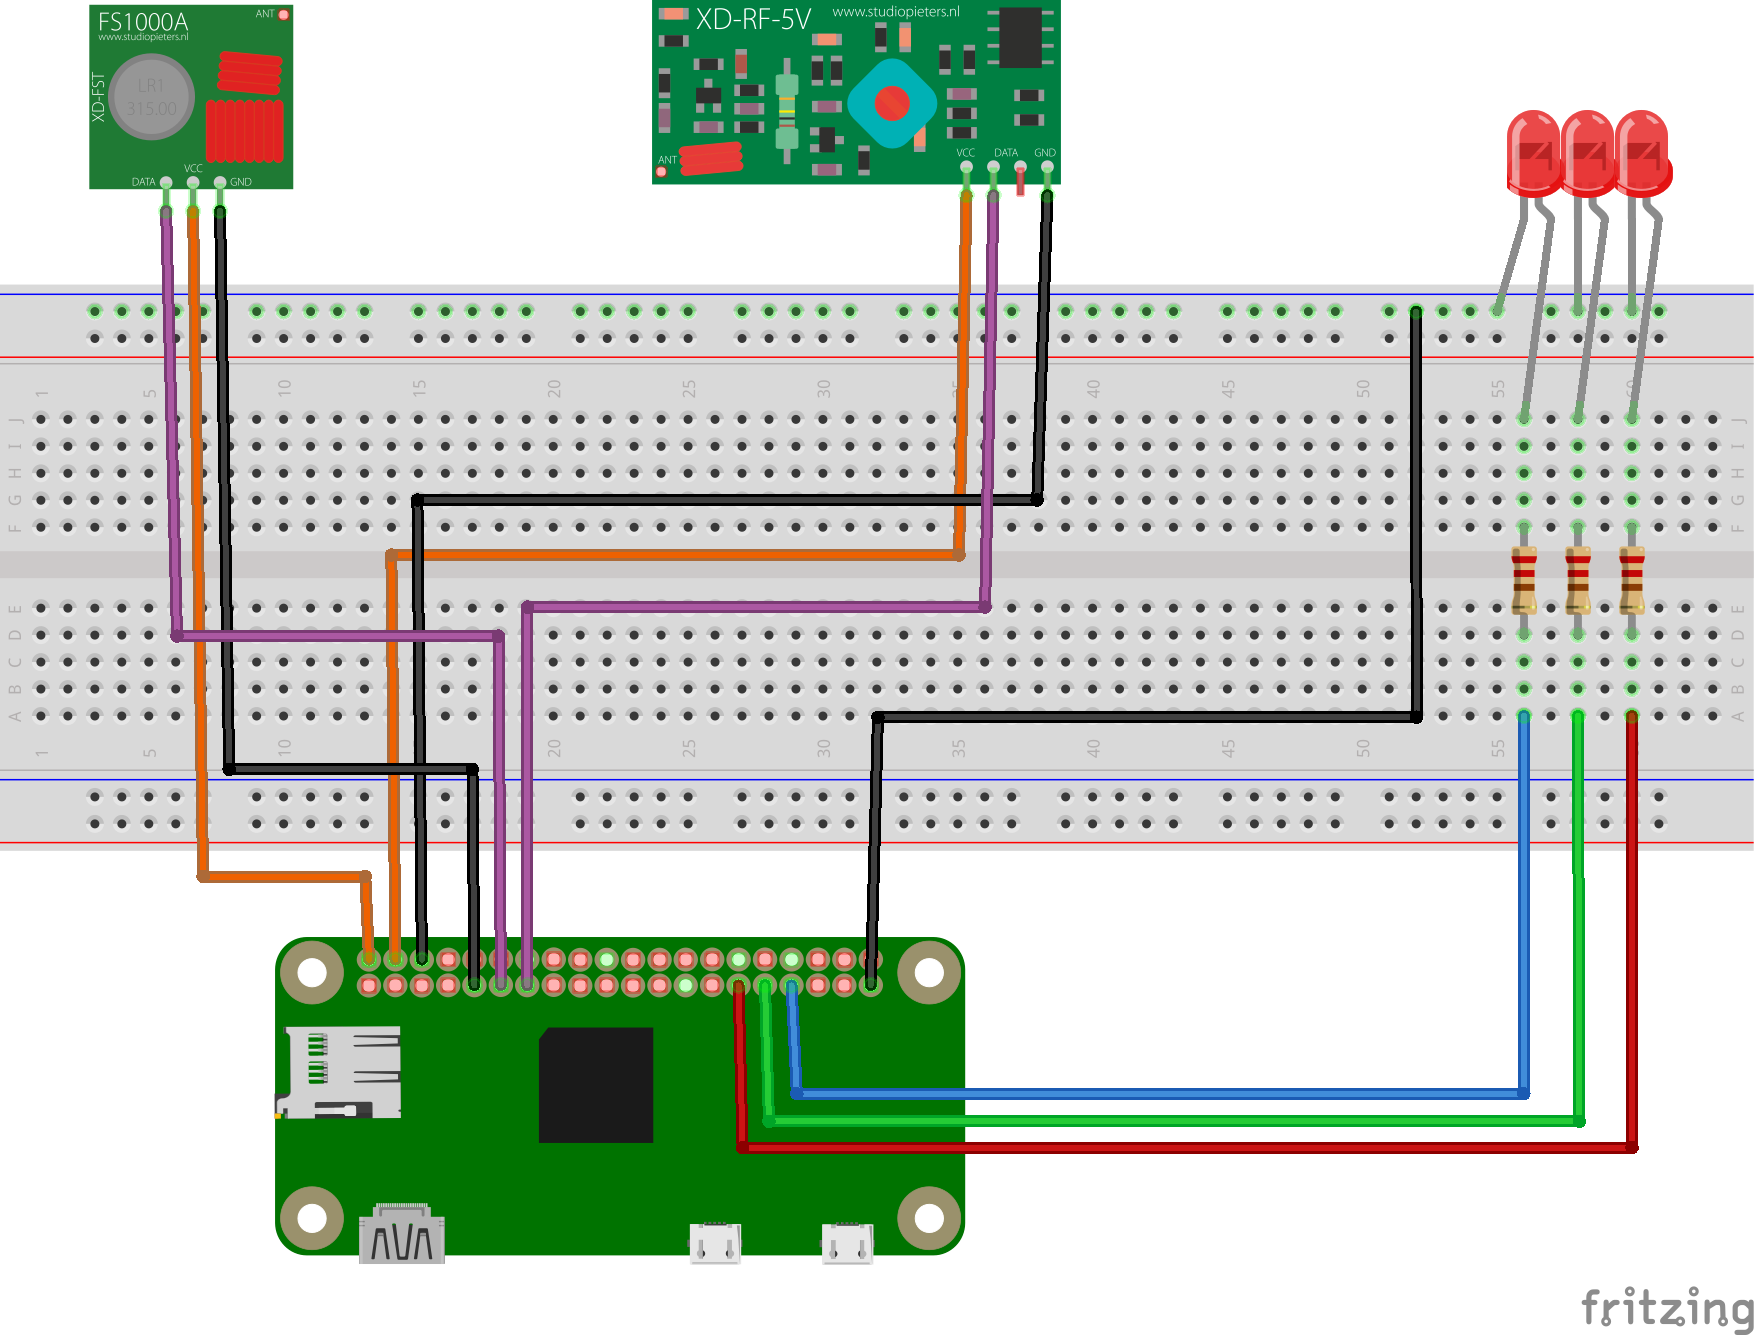 FS1000A
www.studiopieters.nl
ANT
XD-FST
LR1
315.00
VCC
DATA
GND
XD-RF-5V
www.studiopieters.nl
ANT
VCC
DATA
GND
1 5 10 15 20 25 30 35 40 45 50 55 60
J J
I I
H H
G G
F F
E E
D D
C C
B B
A A
1 5 10 15 20 25 30 35 40 45 50 55
fritzing